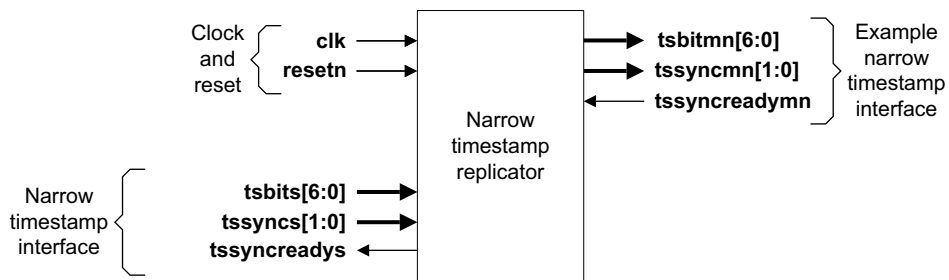 Clock
and
reset
clk
resetn
Narrow
timestamp
replicator
tsbitmn[6:0]
tssyncmn[1:0]
tssyncreadymn
Example
narrow
timestamp
interface
Narrow
timestamp
interface
tsbits[6:0]
tssyncs[1:0]
tssyncreadys